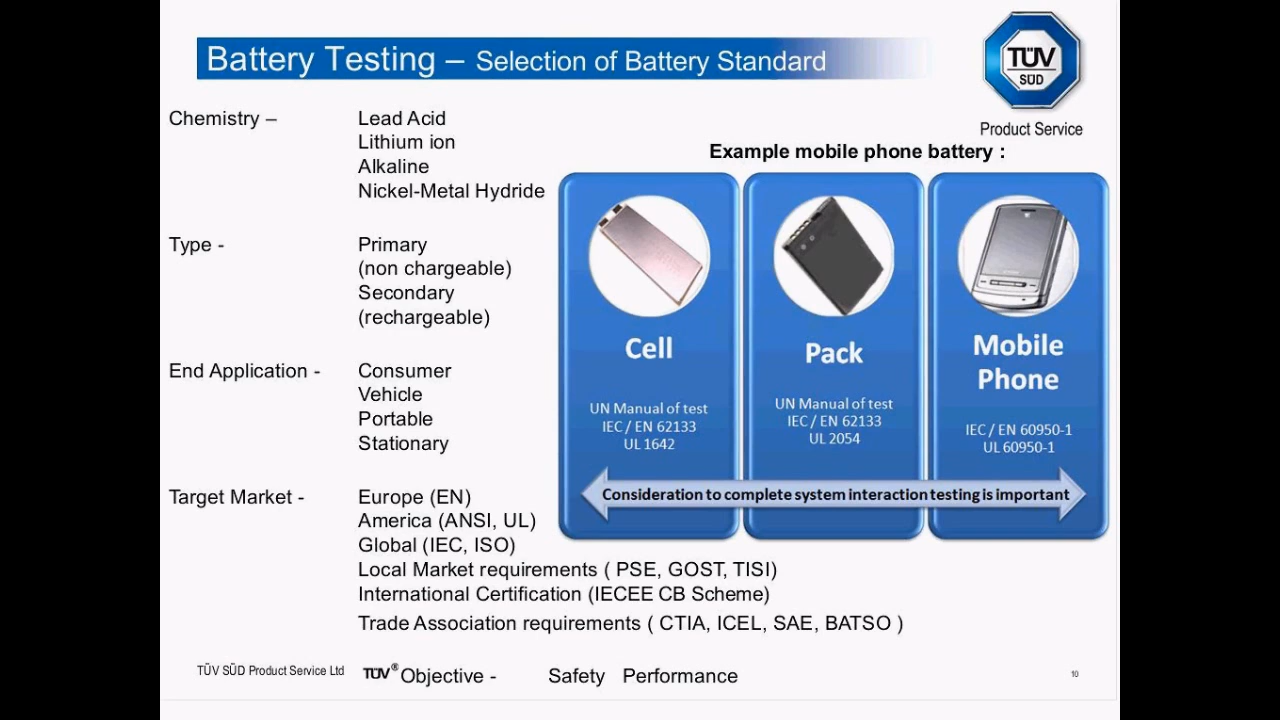 Battery Testing – Selection of Battery Standard
TÜV
SÜD
Product Service
Chemistry – Lead Acid
Lithium ion
Alkaline
Nickel-Metal Hydride
Type - Primary
(non chargeable)
Secondary
(rechargeable)
End Application - Consumer
Vehicle
Portable
Stationary
Target Market - Europe (EN)
America (ANSI, UL)
Global (IEC, ISO)
Local Market requirements ( PSE, GOST, TISI)
International Certification (IECEE CB Scheme)
Trade Association requirements ( CTIA, ICEL, SAE, BATSO )
Example mobile phone battery :
Cell
UN Manual of test
IEC / EN 62133
UL 1642
Pack
UN Manual of test
IEC / EN 62133
UL 2054
Mobile
Phone
IEC / EN 60950-1
UL 60950-1
Consideration to complete system interaction testing is important
TÜV SÜD Product Service Ltd TÜV® Objective - Safety Performance 10